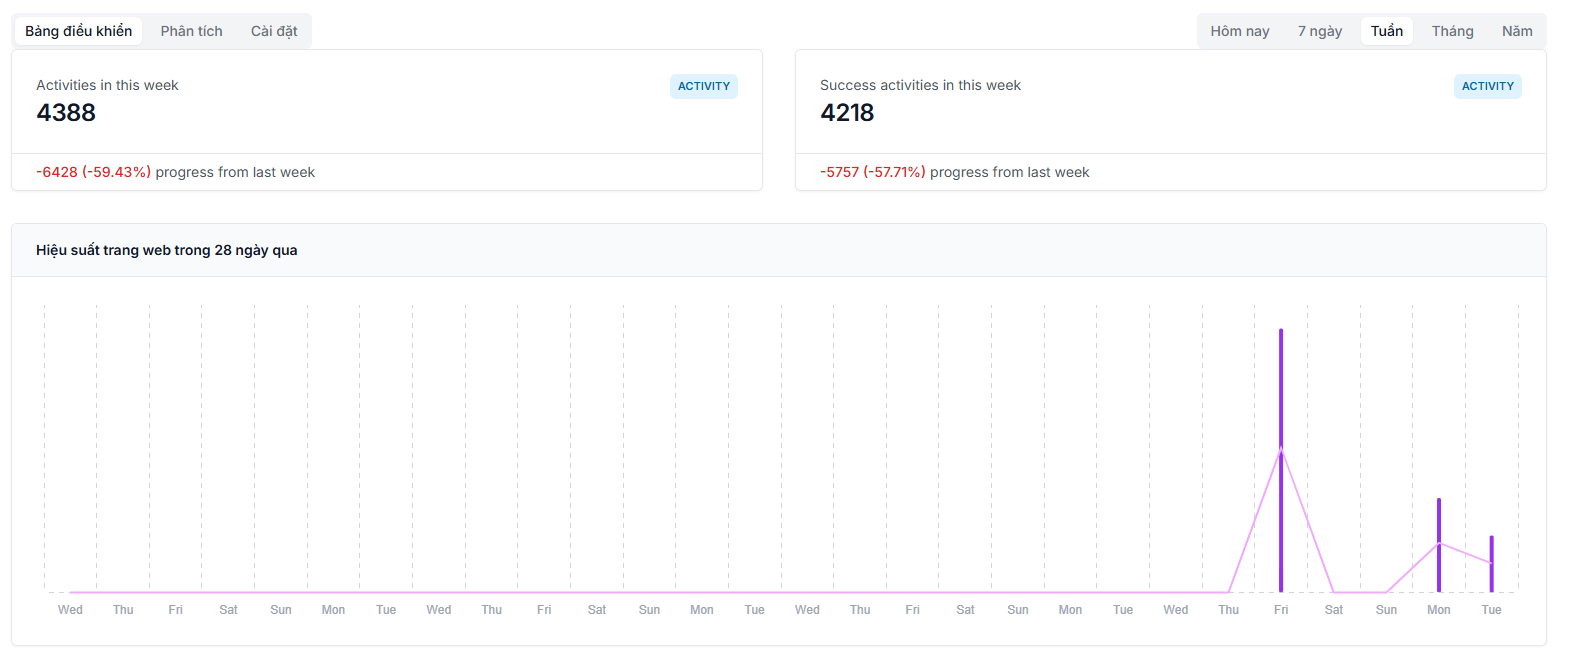 Bảng điều khiển Phân tích Cài đặt Hôm nay 7 ngày Tuần Tháng Năm
Activities in this week ACTIVITY
4388
-6428 (-59.43%) progress from last week
Success activities in this week ACTIVITY
4218
-5757 (-57.71%) progress from last week
Hiệu suất trang web trong 28 ngày qua
Wed Thu Fri Sat Sun Mon Tue Wed Thu Fri Sat Sun Mon Tue Wed Thu Fri Sat Sun Mon Tue Wed Thu Fri Sat Sun Mon Tue